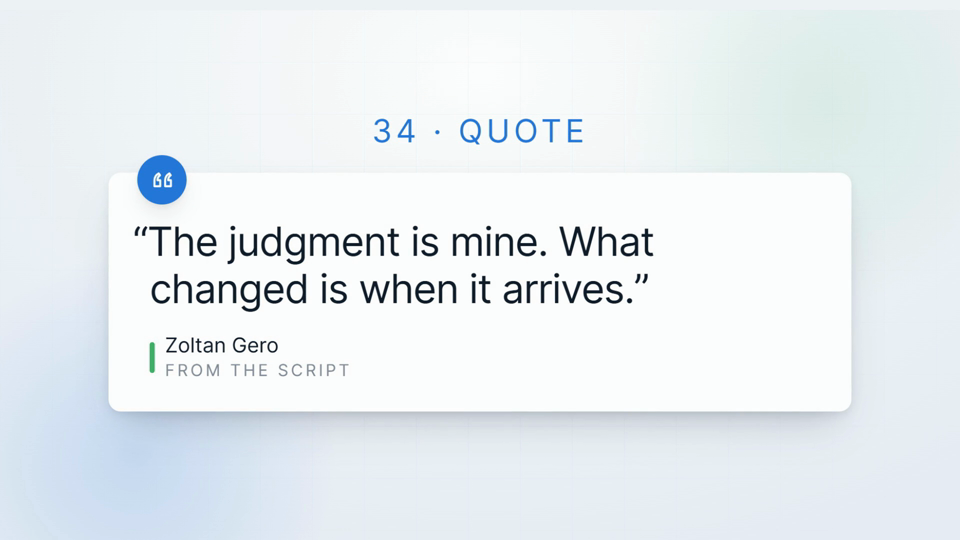 34 · QUOTE
“The judgment is mine. What
changed is when it arrives.”
Zoltan Gero
FROM THE SCRIPT